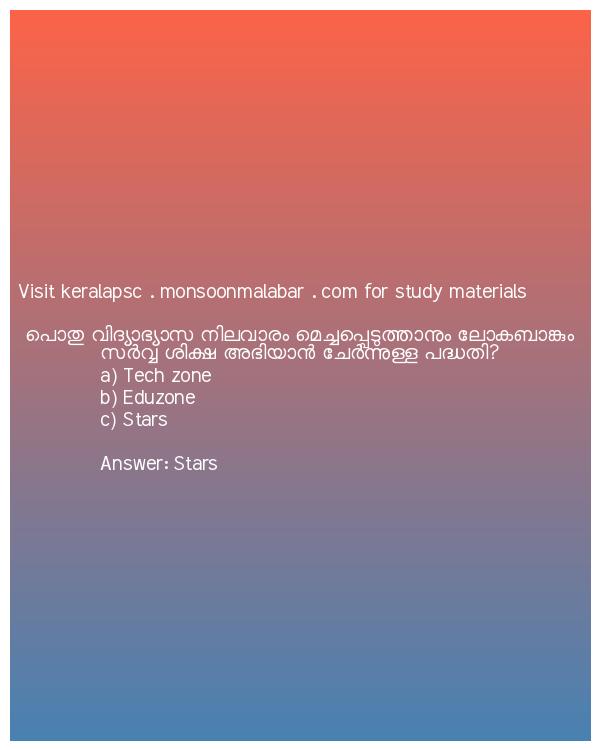 Visit keralapsc . monsoonmalabar . com for study materials
പൊതു വിദ്യാഭ്യാസ നിലവാരം മെച്ചപ്പെടുത്താനും ലോകബാങ്കും
സർവ്വ ശിക്ഷ അഭിയാൻ ചേർന്നുള്ള പദ്ധതി?
a) Tech zone
b) Eduzone
c) Stars
Answer: Stars